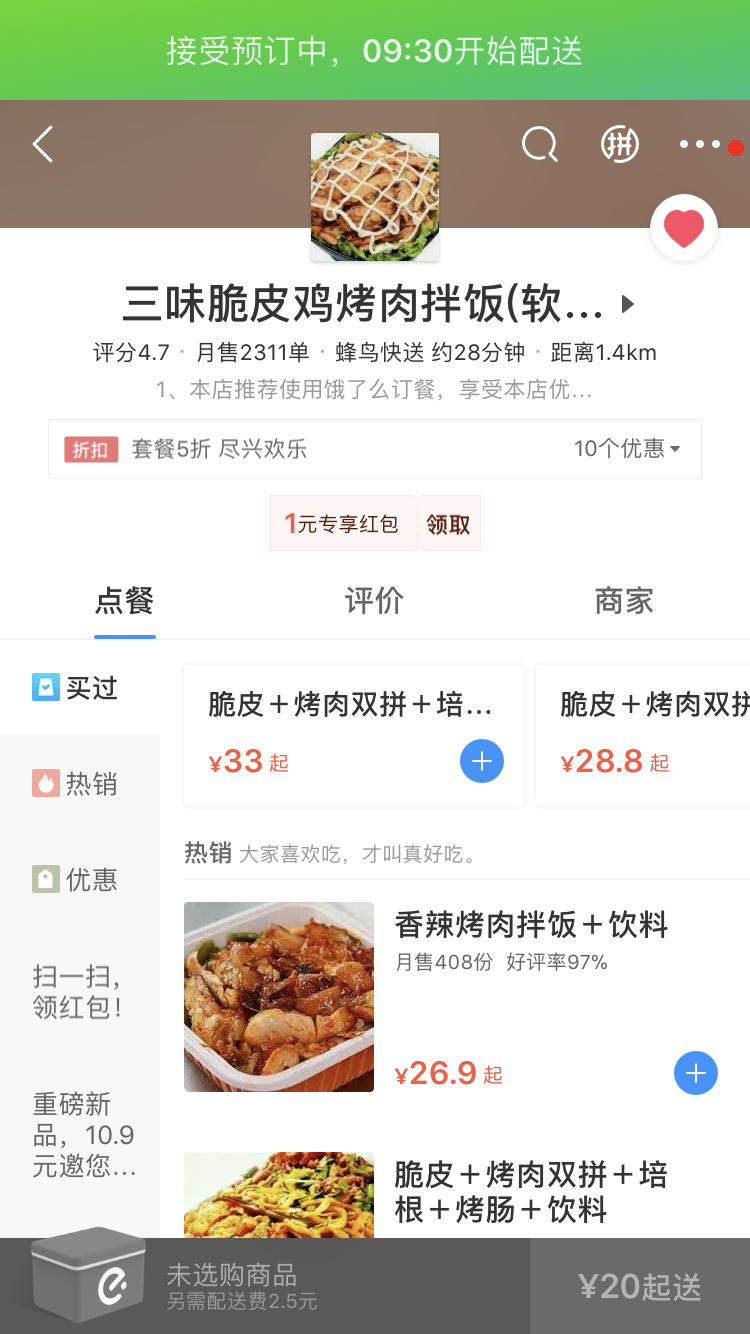 接受预订中，09:30开始配送
拼
三味脆皮鸡烤肉拌饭(软...
评分4.7 · 月售2311单 · 蜂鸟快送 约28分钟 · 距离1.4km
1、本店推荐使用饿了么订餐，享受本店优...
折扣 套餐5折 尽兴欢乐 10个优惠
1元专享红包 领取
点餐 评价 商家
买过
脆皮＋烤肉双拼＋培... 脆皮＋烤肉双拼
¥33 起 ¥28.8 起
热销
优惠
扫一扫，
领红包！
重磅新
品，10.9
元邀您...
热销 大家喜欢吃，才叫真好吃。
香辣烤肉拌饭＋饮料
月售408份 好评率97%
¥26.9 起
脆皮＋烤肉双拼＋培
根＋烤肠＋饮料
未选购商品
另需配送费2.5元
¥20起送